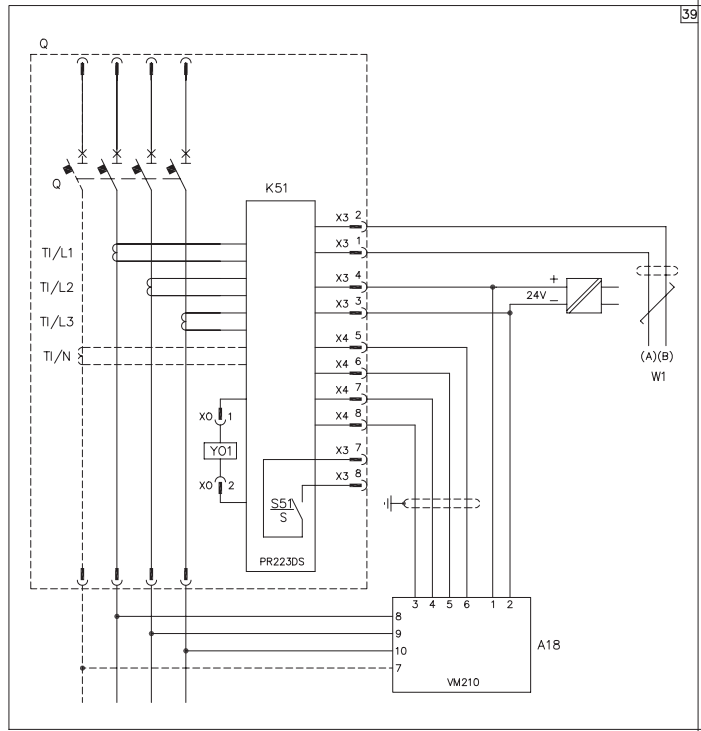 39
Q
Q
K51
X3 2
X3 1
TI/L1
X3 4
+
TI/L2
24V
–
X3 3
TI/L3
X4 5
TI/N
X4 6
(A)(B)
W1
X4 7
X0 1
X4 8
Y01
X3 7
X0 2
X3 8
S51
S
PR223DS
3 4 5 6 1 2
8
9
10
7
A18
VM210